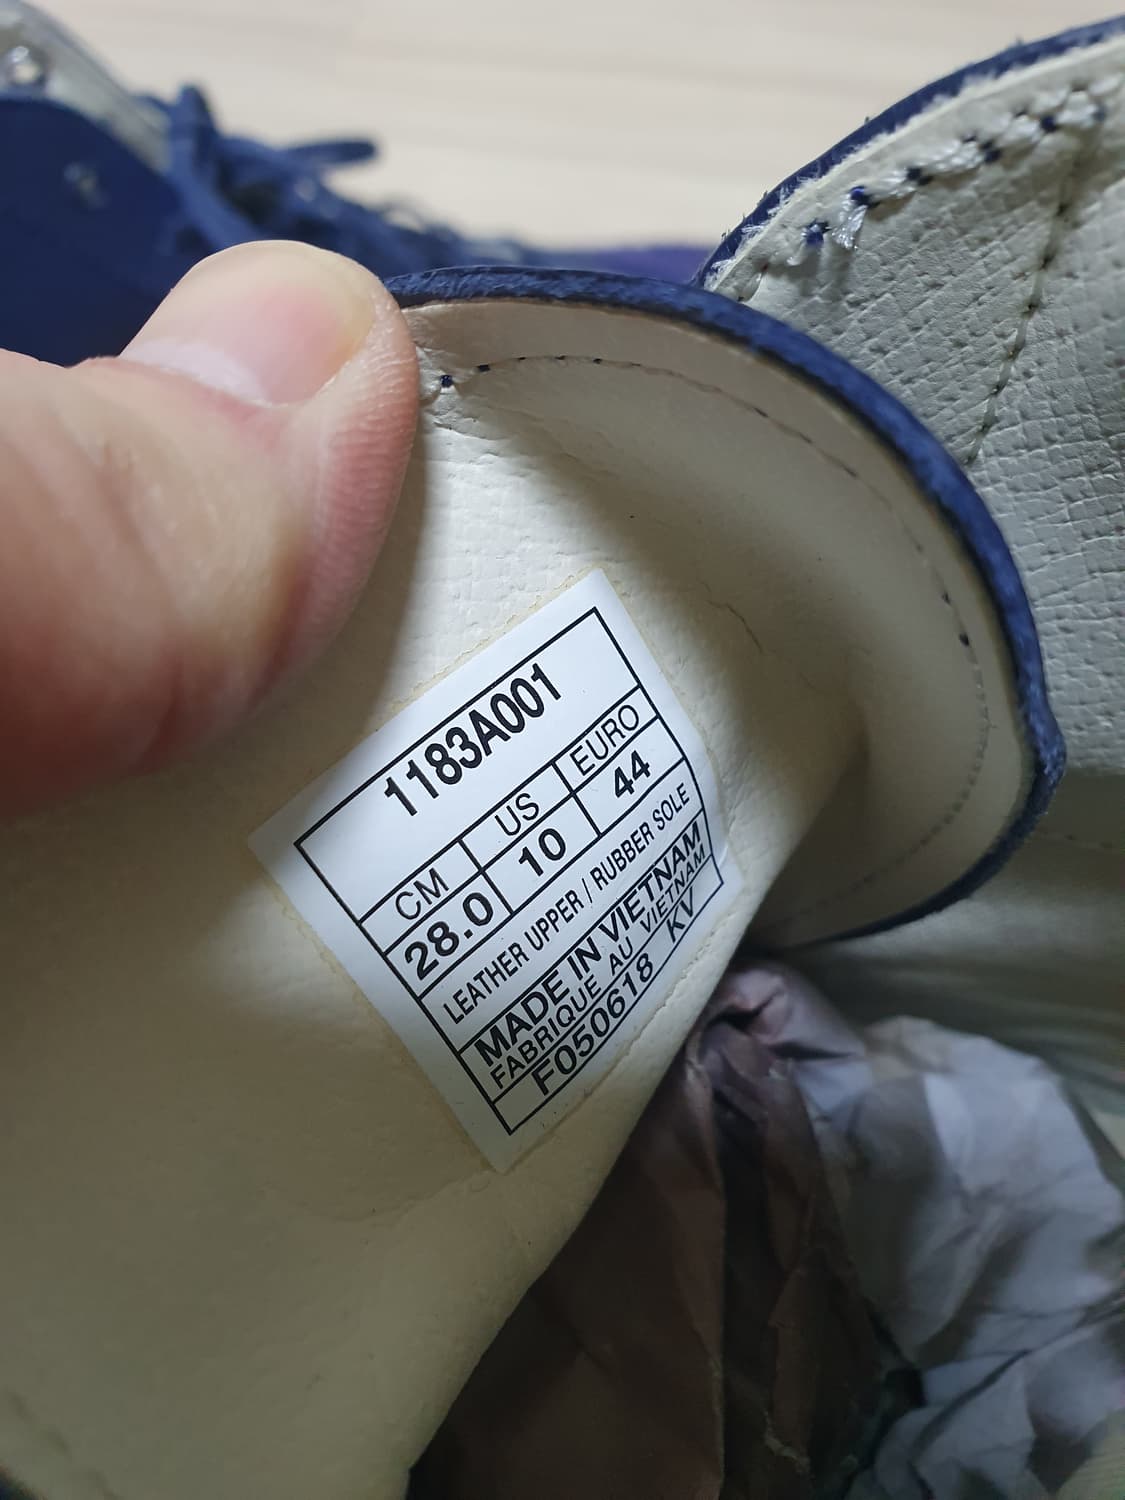 1183A001
CM US EURO
28.0 10 44
LEATHER UPPER / RUBBER SOLE
MADE IN VIETNAM
FABRIQUE AU VIETNAM
F050618 KV